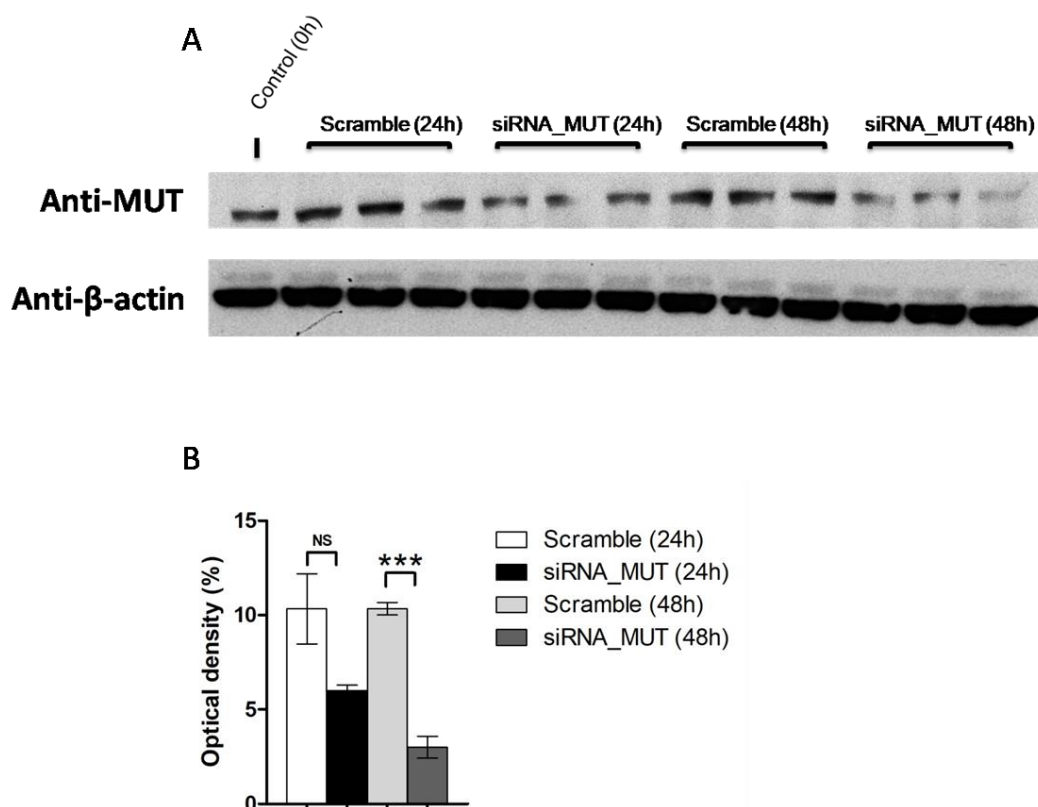 A
Control (0h)
Scramble (24h) siRNA_MUT (24h) Scramble (48h) siRNA_MUT (48h)
Anti-MUT
Anti-β-actin
B
15
10
5
0
Optical density (%)
NS
***
Scramble (24h)
siRNA_MUT (24h)
Scramble (48h)
siRNA_MUT (48h)